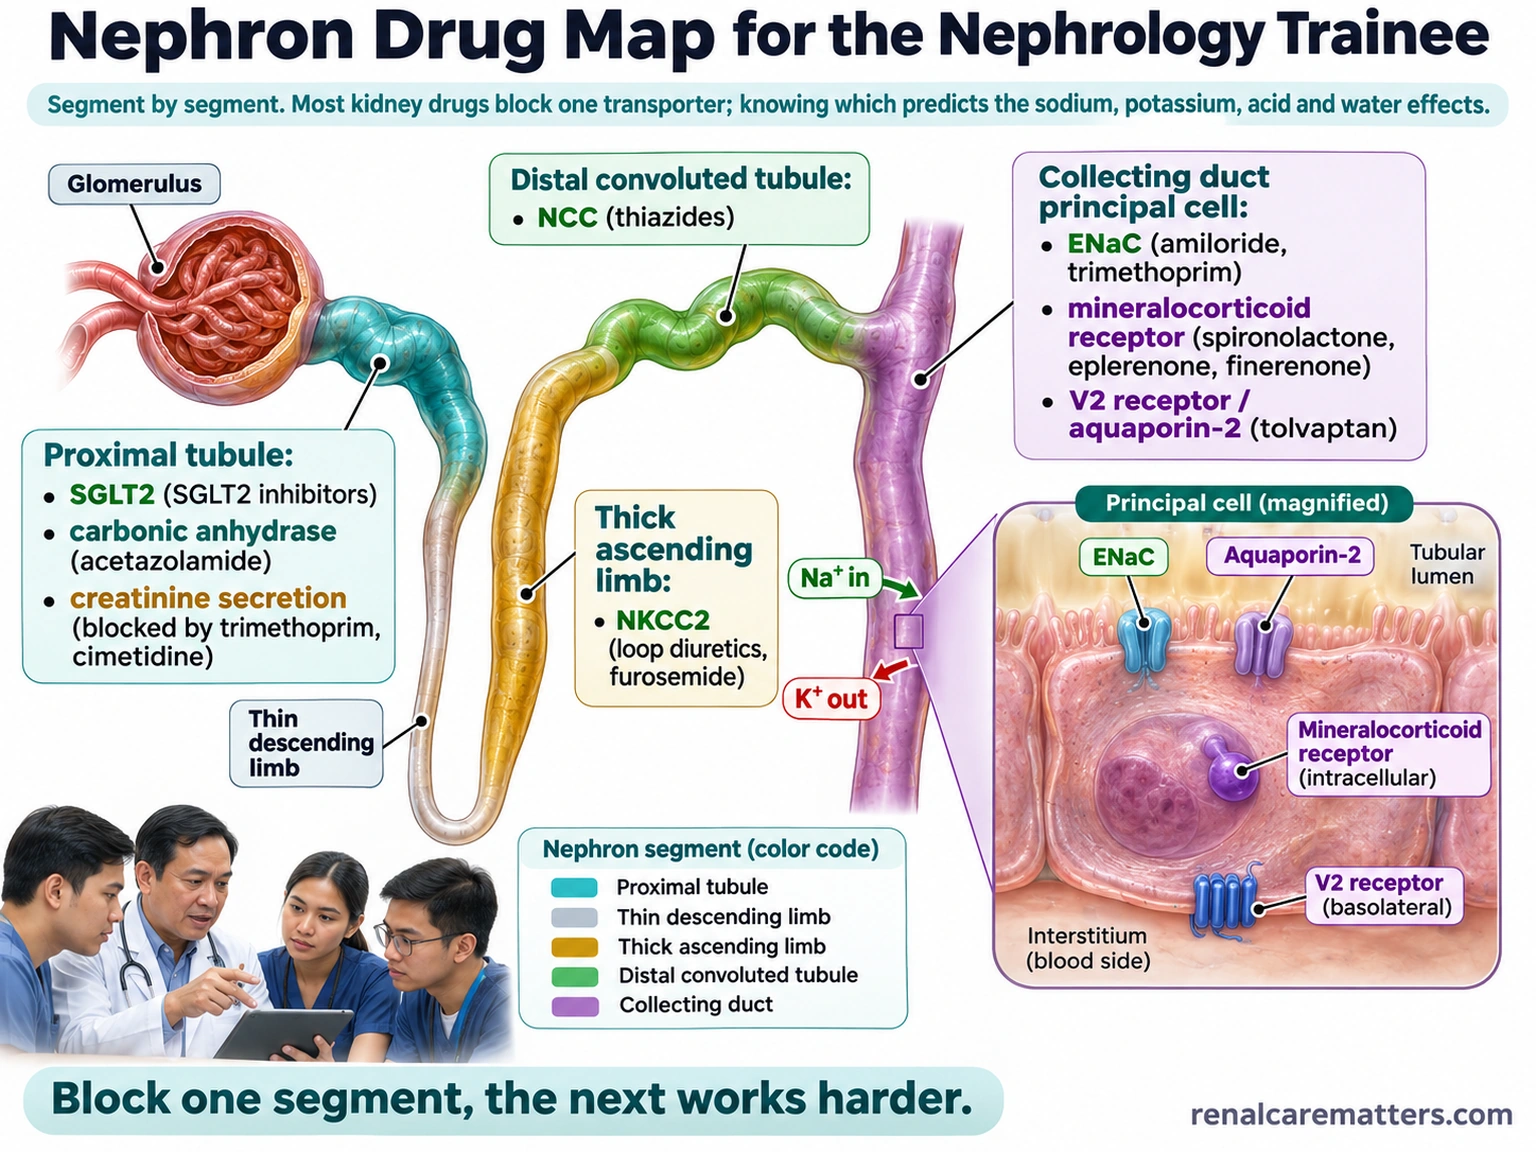 Nephron Drug Map for the Nephrology Trainee
Segment by segment. Most kidney drugs block one transporter; knowing which predicts the sodium, potassium, acid and water effects.
Glomerulus
Distal convoluted tubule:
• NCC (thiazides)
Collecting duct
principal cell:
• ENaC (amiloride,
trimethoprim)
• mineralocorticoid
receptor (spironolactone,
eplerenone, finerenone)
• V2 receptor /
aquaporin-2 (tolvaptan)
Proximal tubule:
• SGLT2 (SGLT2 inhibitors)
• carbonic anhydrase
(acetazolamide)
• creatinine secretion
(blocked by trimethoprim,
cimetidine)
Thick
ascending
limb:
• NKCC2
(loop diuretics,
furosemide)
Na⁺ in
K⁺ out
Thin
descending
limb
Principal cell (magnified)
ENaC
Aquaporin-2
Tubular
lumen
Mineralocorticoid
receptor
(intracellular)
V2 receptor
(basolateral)
Interstitium
(blood side)
Nephron segment (color code)
Proximal tubule
Thin descending limb
Thick ascending limb
Distal convoluted tubule
Collecting duct
Block one segment, the next works harder.
renalcarematters.com